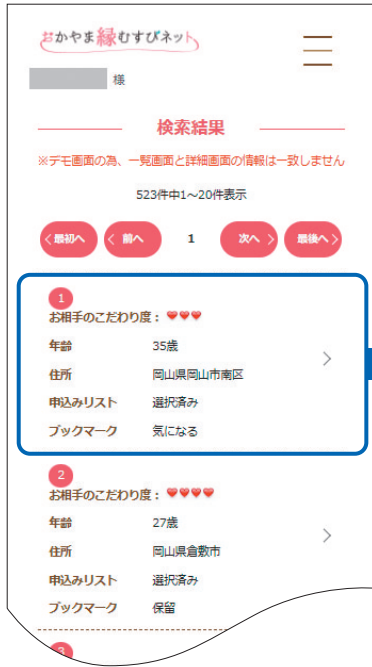 おかやま縁むすびネット
様
検索結果
※デモ画面の為、一覧画面と詳細画面の情報は一致しません
523件中1～20件表示
< 最初へ < 前へ 1 次へ > 最後へ >
1
お相手のこだわり度：❤❤❤
年齢 35歳
住所 岡山県岡山市南区 >
申込みリスト 選択済み
ブックマーク 気になる
2
お相手のこだわり度：❤❤❤❤
年齢 27歳
住所 岡山県倉敷市 >
申込みリスト 選択済み
ブックマーク 保留
3